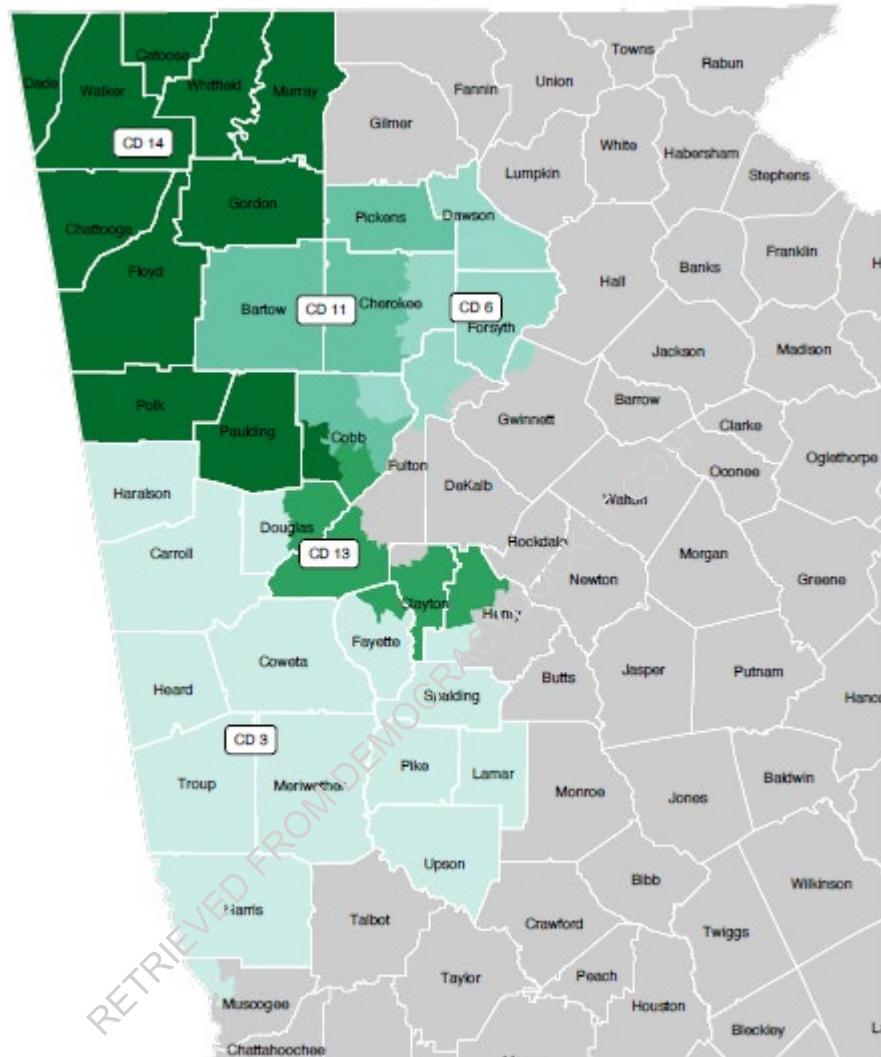 Towns
Rabun
Union
Fannin
Catoosa
Dade
Walker
Whitfield
Murray
Gilmer
White
Habersham
CD 14
Lumpkin
Stephens
Gordon
Pickens
Dawson
Chattooga
Franklin
Floyd
Hall
Banks
Bartow
CD 11
Cherokee
CD 6
Forsyth
Jackson
Madison
Polk
Barrow
Paulding
Gwinnett
Clarke
Cobb
Oglethorpe
Fulton
Oconee
DeKalb
Haralson
Walton
Douglas
Carroll
CD 13
Rockdale
Morgan
Newton
Greene
Clayton
Henry
Fayette
Coweta
Jasper
Putnam
Butts
Heard
Spalding
Hanco
CD 3
Pike
Lamar
Troup
Meriwether
Baldwin
Monroe
Jones
Upson
Bibb
Wilkinson
Harris
Talbot
Crawford
Twiggs
Taylor
Peach
Muscogee
Houston
Bleckley
Chattahoochee
RETRIEVED FROM DEMOCRACYDOCKET.COM